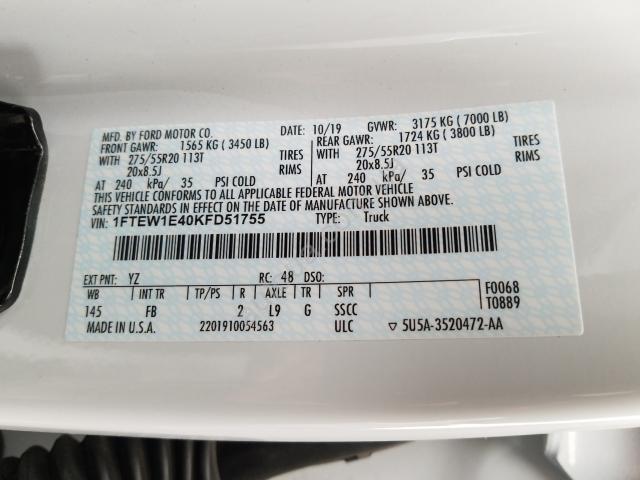 MFD. BY FORD MOTOR CO. DATE: 10/19 GVWR: 3175 KG ( 7000 LB)
FRONT GAWR: 1565 KG ( 3450 LB) REAR GAWR: 1724 KG ( 3800 LB)
WITH 275/55R20 113T TIRES WITH 275/55R20 113T TIRES
20x8.5J RIMS 20x8.5J RIMS
AT 240 kPa/ 35 PSI COLD AT 240 kPa/ 35 PSI COLD
THIS VEHICLE CONFORMS TO ALL APPLICABLE FEDERAL MOTOR VEHICLE
SAFETY STANDARDS IN EFFECT ON THE DATE OF MANUFACTURE SHOWN ABOVE.
VIN: 1FTEW1E40KFD51755 TYPE: Truck
EXT PNT: YZ RC: 48 DSO: F0068
WB INT TR TP/PS R AXLE TR SPR T0889
145 FB 2 L9 G SSCC
MADE IN U.S.A. 2201910054563 ULC ▽ 5U5A-3520472-AA